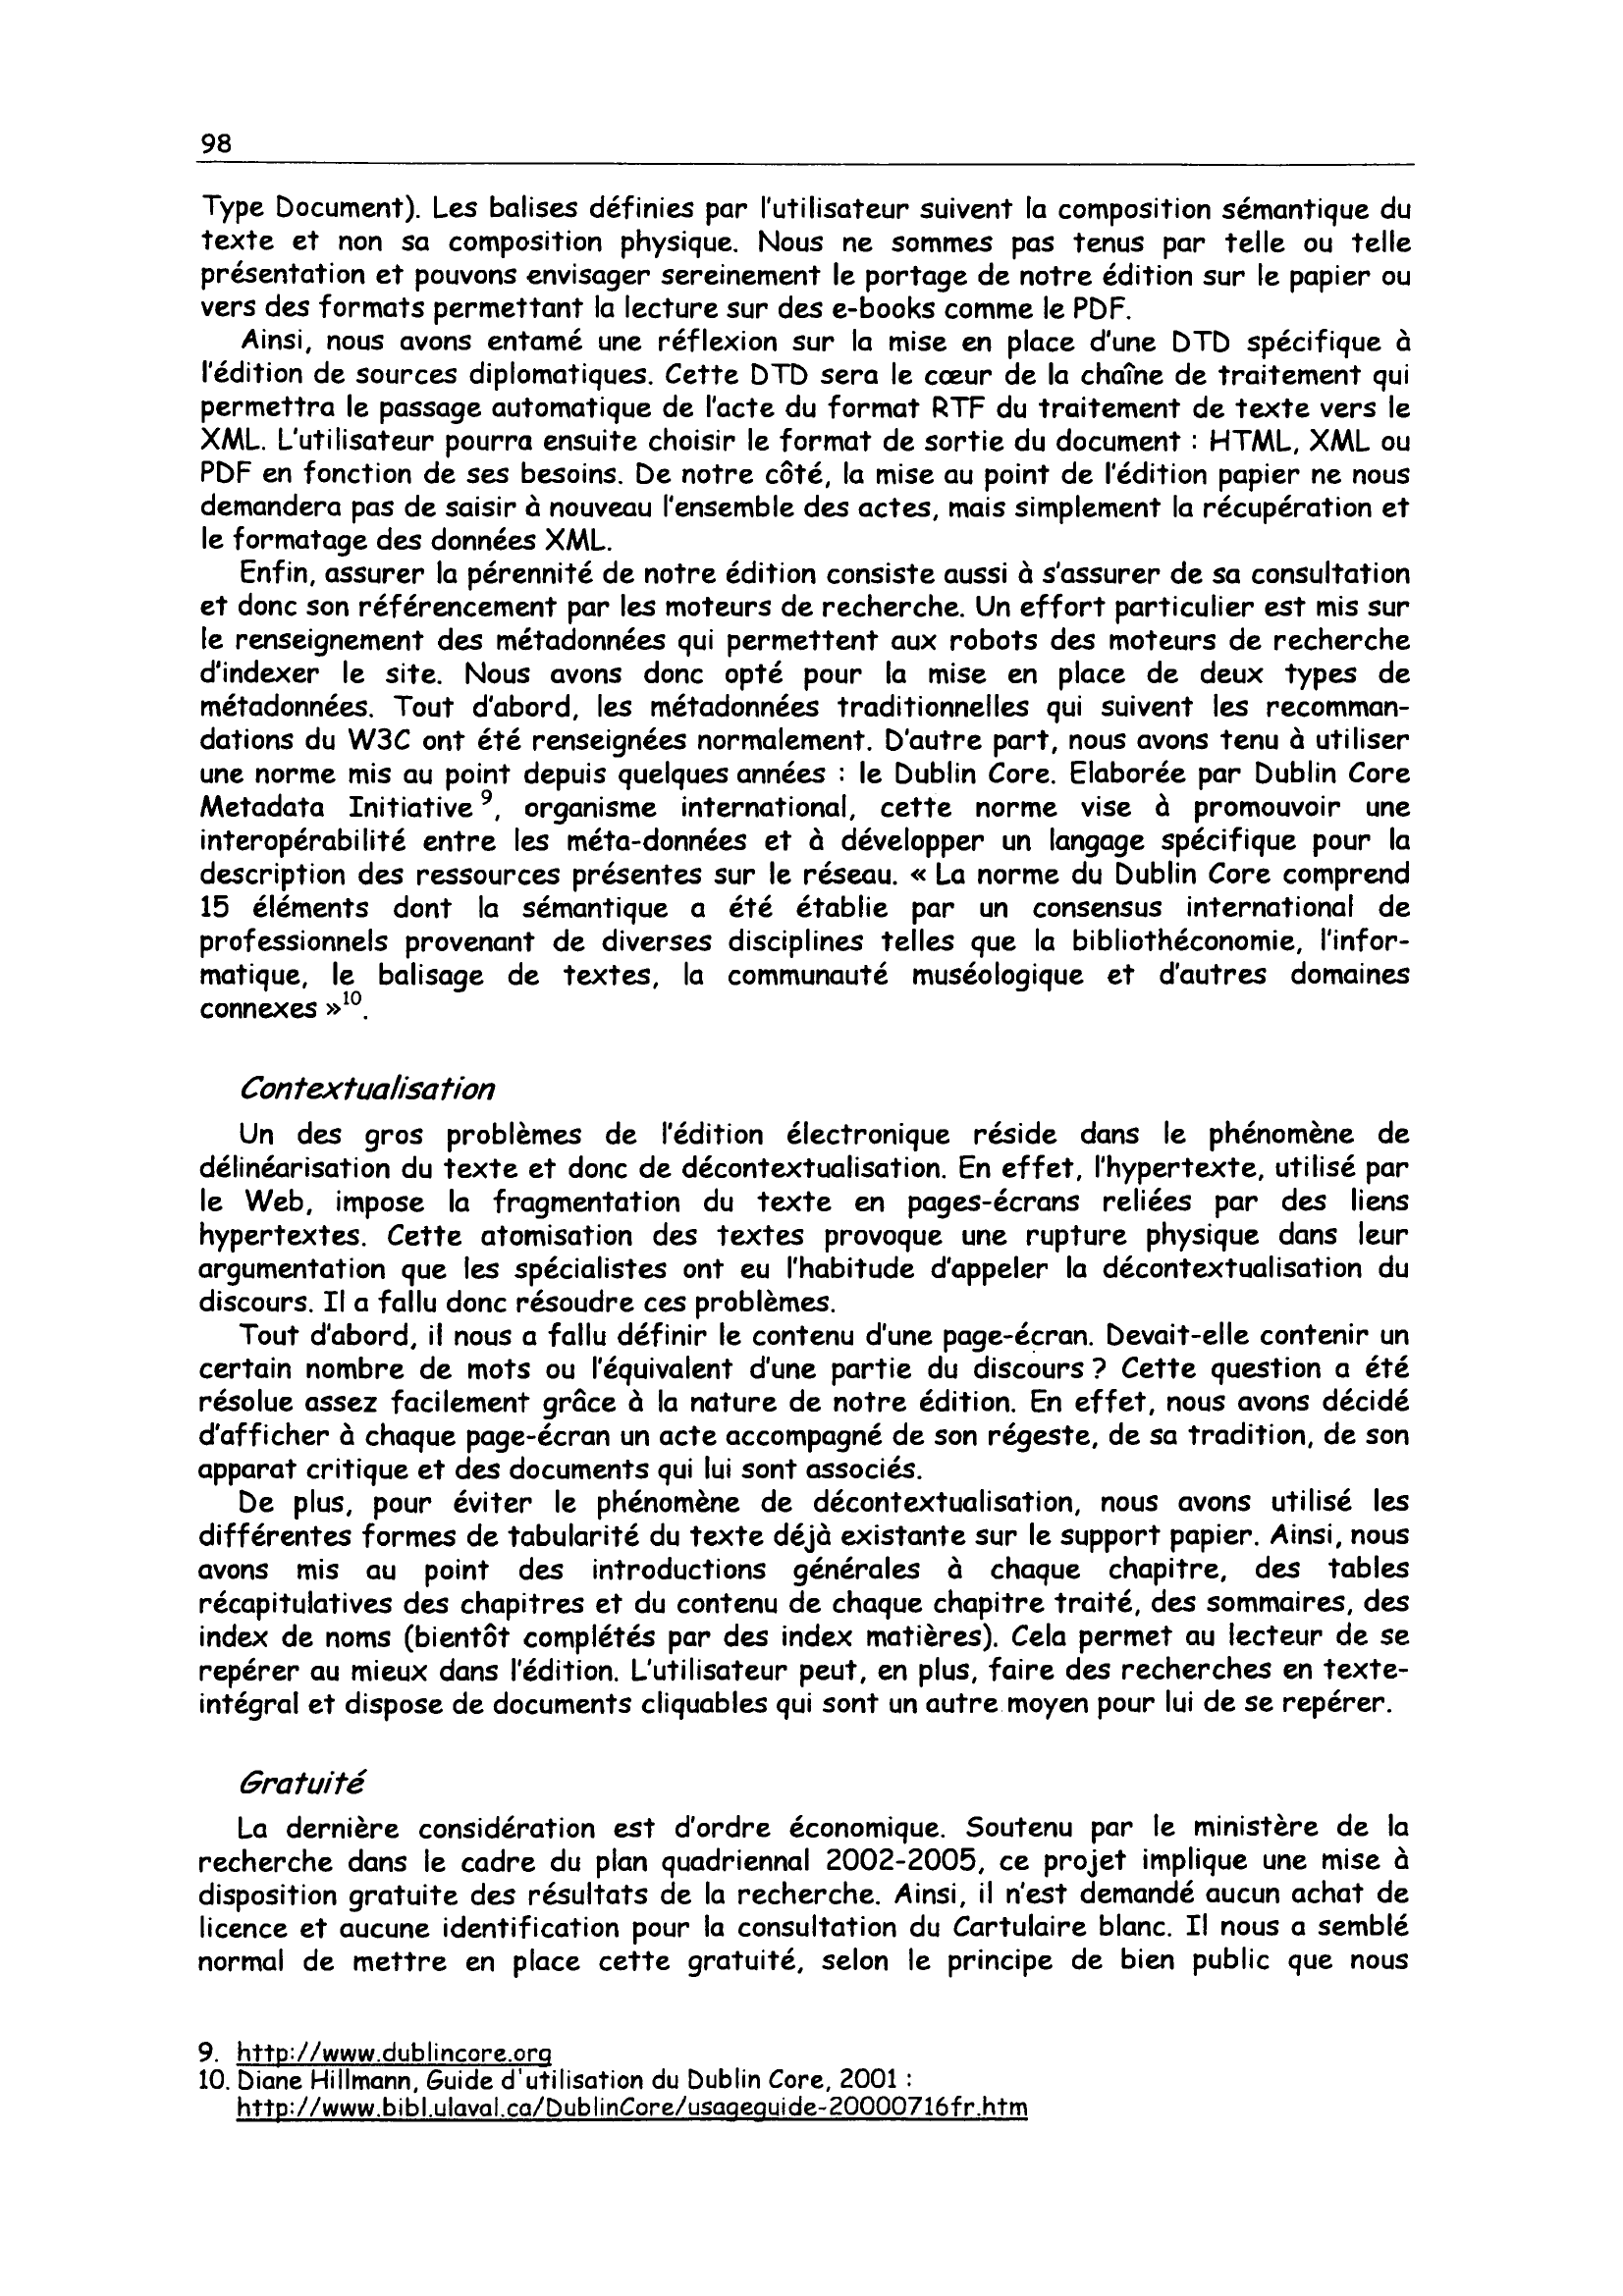 98
Type Document). Les balises définies par l'utilisateur suivent la composition sémantique du
texte et non sa composition physique. Nous ne sommes pas tenus par telle ou telle
présentation et pouvons envisager sereinement le portage de notre édition sur le papier ou
vers des formats permettant la lecture sur des e-books comme le PDF.
Ainsi, nous avons entamé une réflexion sur la mise en place d'une DTD spécifique à
l'édition de sources diplomatiques. Cette DTD sera le cœur de la chaîne de traitement qui
permettra le passage automatique de l'acte du format RTF du traitement de texte vers le
XML. L'utilisateur pourra ensuite choisir le format de sortie du document : HTML, XML ou
PDF en fonction de ses besoins. De notre côté, la mise au point de l'édition papier ne nous
demandera pas de saisir à nouveau l'ensemble des actes, mais simplement la récupération et
le formatage des données XML.
Enfin, assurer la pérennité de notre édition consiste aussi à s'assurer de sa consultation
et donc son référencement par les moteurs de recherche. Un effort particulier est mis sur
le renseignement des métadonnées qui permettent aux robots des moteurs de recherche
d'indexer le site. Nous avons donc opté pour la mise en place de deux types de
métadonnées. Tout d'abord, les métadonnées traditionnelles qui suivent les recomman-
dations du W3C ont été renseignées normalement. D'autre part, nous avons tenu à utiliser
une norme mis au point depuis quelques années : le Dublin Core. Elaborée par Dublin Core
Metadata Initiative 9, organisme international, cette norme vise à promouvoir une
interopérabilité entre les méta-données et à développer un langage spécifique pour la
description des ressources présentes sur le réseau. « La norme du Dublin Core comprend
15 éléments dont la sémantique a été établie par un consensus international de
professionnels provenant de diverses disciplines telles que la bibliothéconomie, l'infor-
matique, le balisage de textes, la communauté muséologique et d'autres domaines
connexes »10.
Contextualisation
Un des gros problèmes de l'édition électronique réside dans le phénomène de
délinéarisation du texte et donc de décontextualisation. En effet, l'hypertexte, utilisé par
le Web, impose la fragmentation du texte en pages-écrans reliées par des liens
hypertextes. Cette atomisation des textes provoque une rupture physique dans leur
argumentation que les spécialistes ont eu l'habitude d'appeler la décontextualisation du
discours. Il a fallu donc résoudre ces problèmes.
Tout d'abord, il nous a fallu définir le contenu d'une page-écran. Devait-elle contenir un
certain nombre de mots ou l'équivalent d'une partie du discours ? Cette question a été
résolue assez facilement grâce à la nature de notre édition. En effet, nous avons décidé
d'afficher à chaque page-écran un acte accompagné de son régeste, de sa tradition, de son
apparat critique et des documents qui lui sont associés.
De plus, pour éviter le phénomène de décontextualisation, nous avons utilisé les
différentes formes de tabularité du texte déjà existante sur le support papier. Ainsi, nous
avons mis au point des introductions générales à chaque chapitre, des tables
récapitulatives des chapitres et du contenu de chaque chapitre traité, des sommaires, des
index de noms (bientôt complétés par des index matières). Cela permet au lecteur de se
repérer au mieux dans l'édition. L'utilisateur peut, en plus, faire des recherches en texte-
intégral et dispose de documents cliquables qui sont un autre moyen pour lui de se repérer.
Gratuité
La dernière considération est d'ordre économique. Soutenu par le ministère de la
recherche dans le cadre du plan quadriennal 2002-2005, ce projet implique une mise à
disposition gratuite des résultats de la recherche. Ainsi, il n'est demandé aucun achat de
licence et aucune identification pour la consultation du Cartulaire blanc. Il nous a semblé
normal de mettre en place cette gratuité, selon le principe de bien public que nous
9. http://www.dublincore.org
10. Diane Hillmann, Guide d'utilisation du Dublin Core, 2001 :
http://www.bibl.ulaval.ca/DublinCore/usageguide-20000716fr.htm